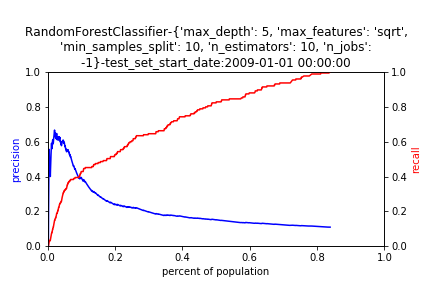 RandomForestClassifier-{'max_depth': 5, 'max_features': 'sqrt',
'min_samples_split': 10, 'n_estimators': 10, 'n_jobs':
-1}-test_set_start_date:2009-01-01 00:00:00
1.0
0.8
0.6
0.4
0.2
0.0
precision
1.0
0.8
0.6
0.4
0.2
0.0
recall
0.0 0.2 0.4 0.6 0.8 1.0
percent of population